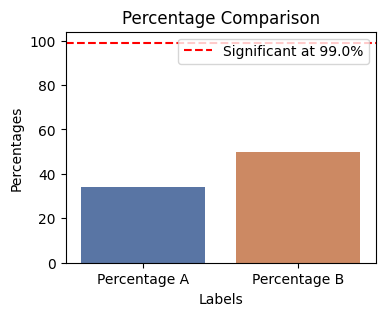 Percentage Comparison
100
80
60
40
20
0
Percentages
Significant at 99.0%
Percentage A
Percentage B
Labels